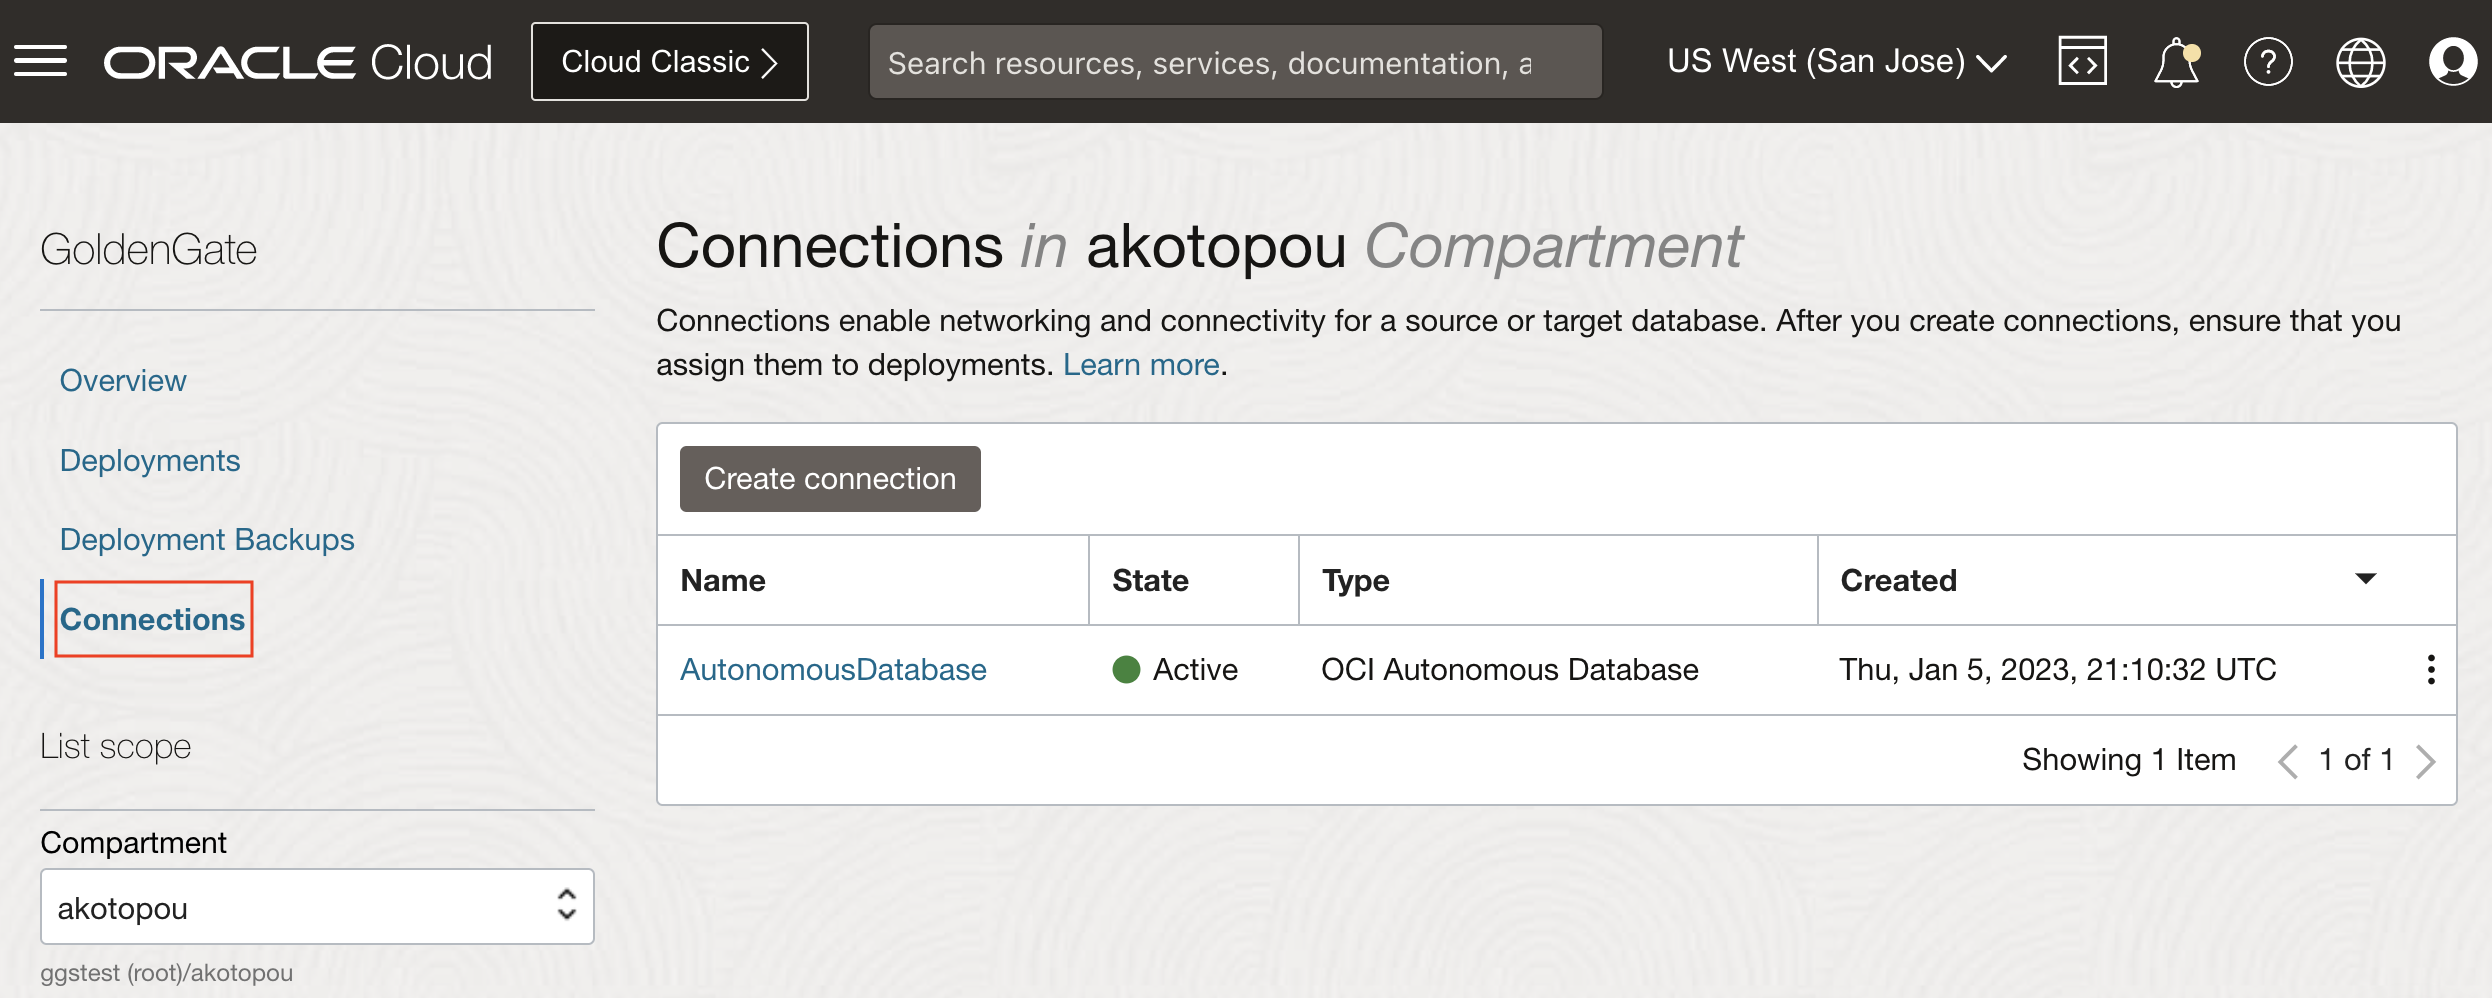 ORACLE Cloud
Cloud Classic
Search resources, services, documentation, a
US West (San Jose)
GoldenGate
Overview
Deployments
Deployment Backups
Connections
List scope
Compartment
akotopou
ggstest (root)/akotopou
Connections in akotopou Compartment
Connections enable networking and connectivity for a source or target database. After you create connections, ensure that you
assign them to deployments. Learn more.
Create connection
Name State Type Created
AutonomousDatabase Active OCI Autonomous Database Thu, Jan 5, 2023, 21:10:32 UTC
Showing 1 Item 1 of 1